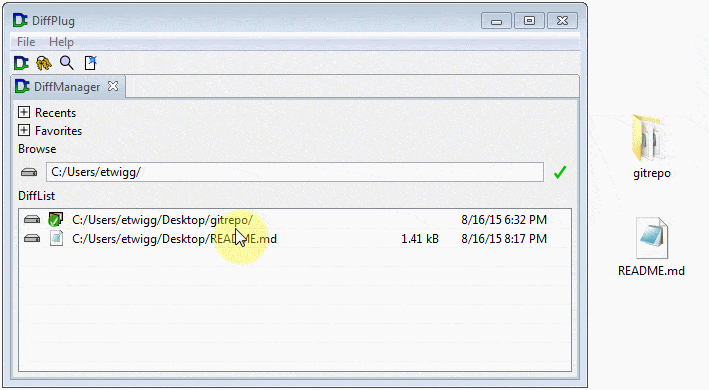 DiffPlug
File Help
DiffManager
Recents
Favorites
Browse
C:/Users/etwigg/
DiffList
C:/Users/etwigg/Desktop/gitrepo/ 8/16/15 6:32 PM
C:/Users/etwigg/Desktop/README.md 1.41 kB 8/16/15 8:17 PM
gitrepo
README.md